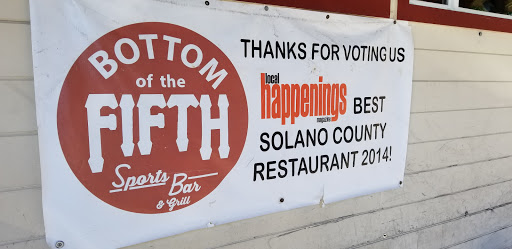 BOTTOM
of the
FIFTH
Sports
Bar
& Grill
THANKS FOR VOTING US
local
happenings
magazine
BEST
SOLANO COUNTY
RESTAURANT 2014!